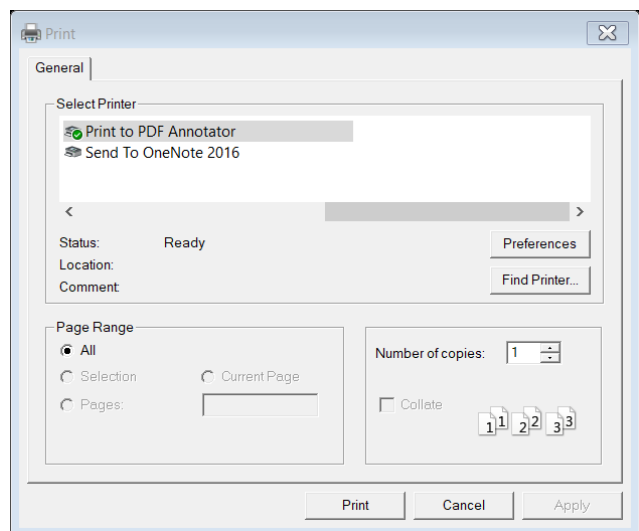 Print
General
Select Printer
Print to PDF Annotator
Send To OneNote 2016
Status: Ready
Preferences
Location:
Comment:
Find Printer...
Page Range
All
Selection
Current Page
Pages:
Number of copies: 1
Collate
1 1 2 2 3 3
Print Cancel Apply